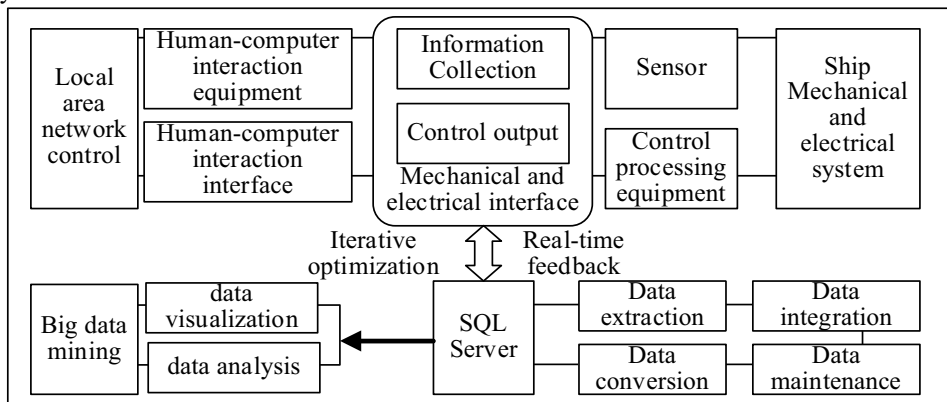 y
Local
area
network
control
Human-computer
interaction
equipment
Human-computer
interaction
interface
Information
Collection
Control output
Mechanical and
electrical interface
Sensor
Control
processing
equipment
Ship
Mechanical
and
electrical
system
Iterative
optimization
Real-time
feedback
Big data
mining
data
visualization
data analysis
SQL
Server
Data
extraction
Data
integration
Data
conversion
Data
maintenance